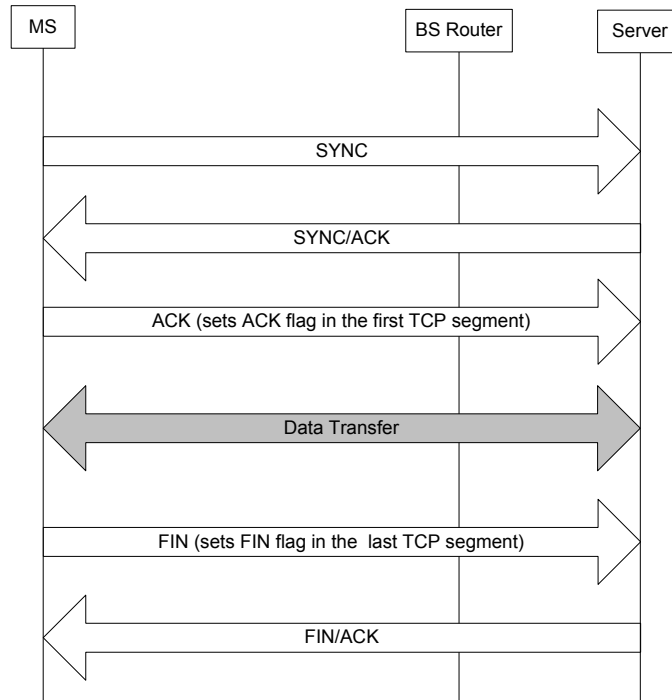 MS
BS Router
Server
SYNC
SYNC/ACK
ACK (sets ACK flag in the first TCP segment)
Data Transfer
FIN (sets FIN flag in the last TCP segment)
FIN/ACK